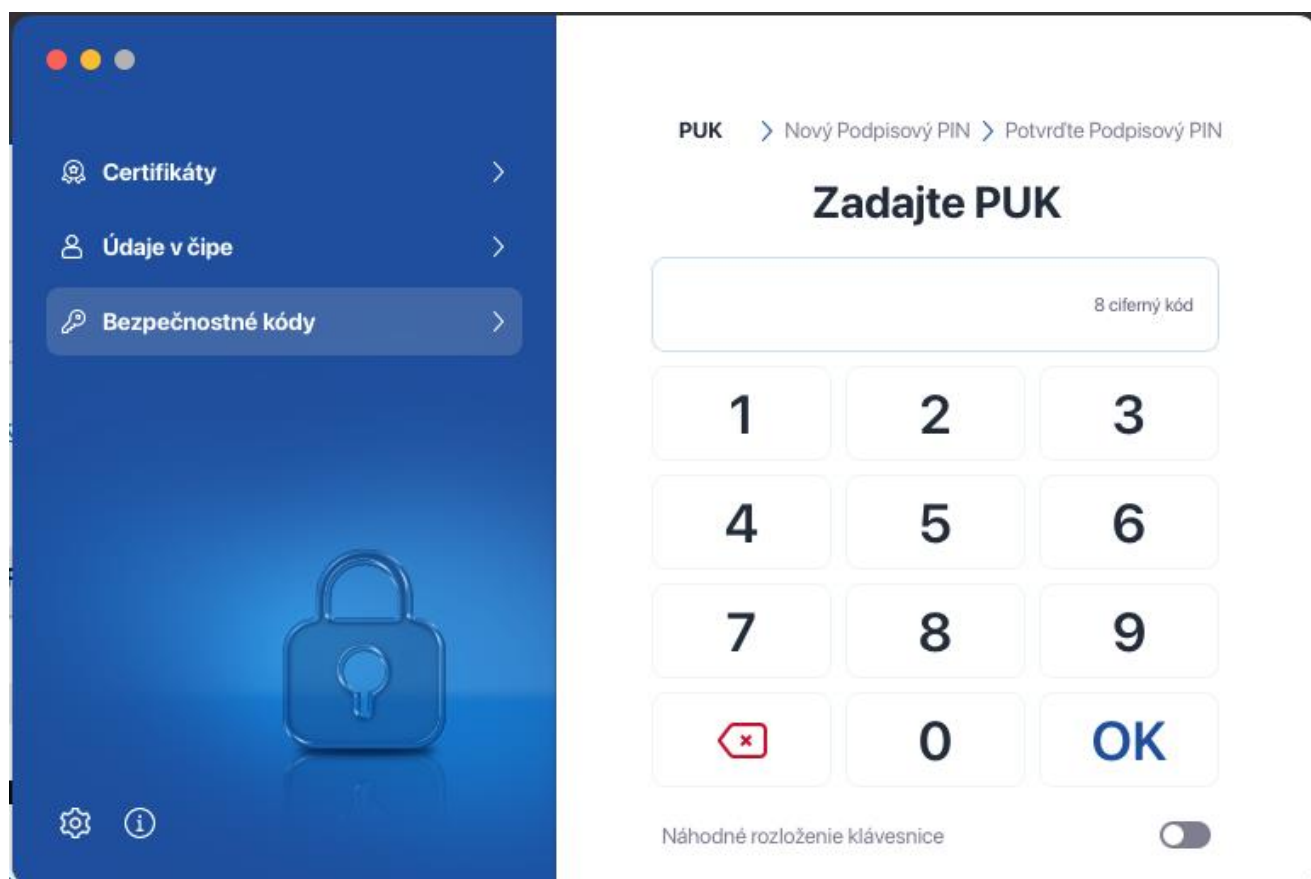 Certifikáty
Údaje v čipe
Bezpečnostné kódy
PUK > Nový Podpisový PIN > Potvrďte Podpisový PIN
Zadajte PUK
8 ciferný kód
1 2 3
4 5 6
7 8 9
0 OK
Náhodné rozloženie klávesnice